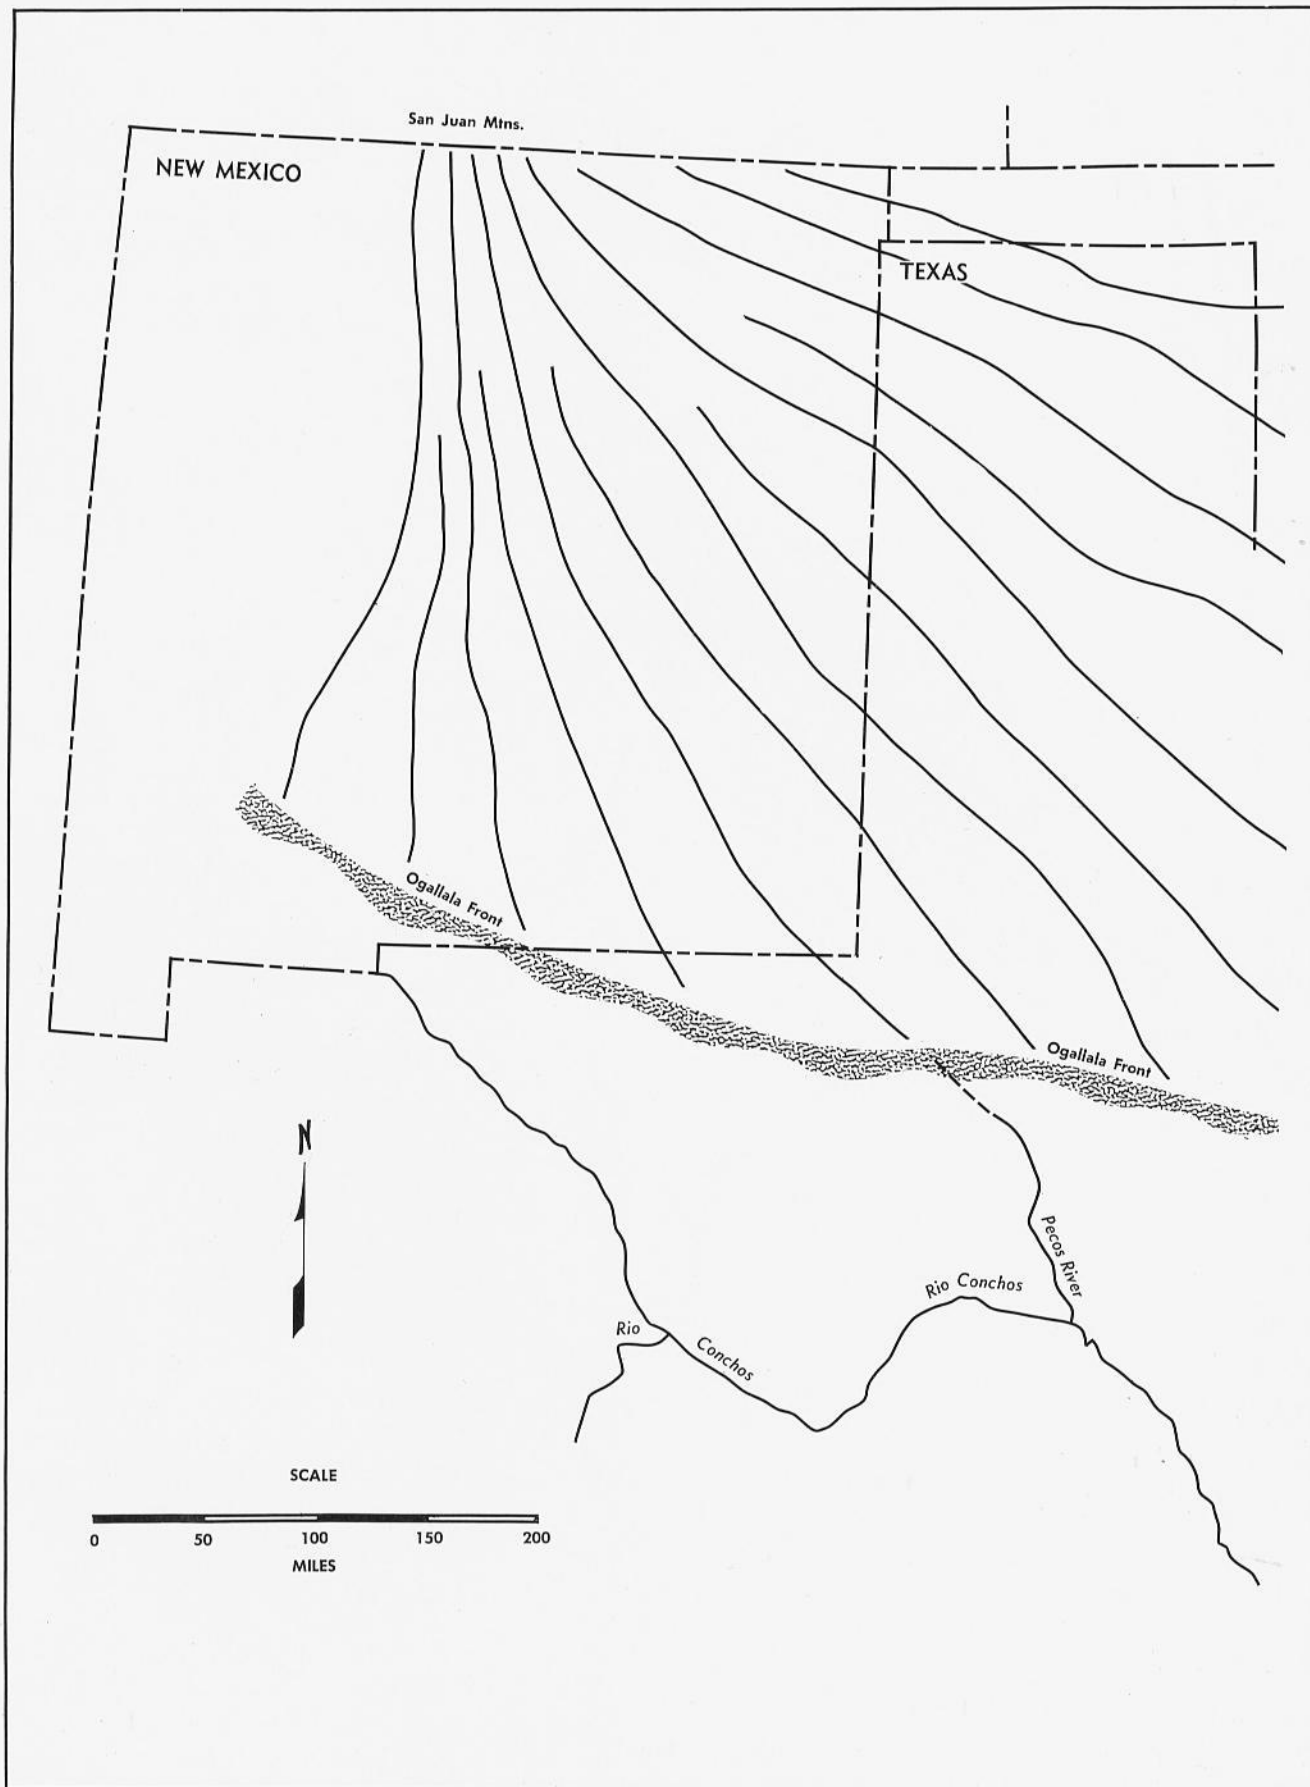 San Juan Mtns.
NEW MEXICO
TEXAS
Ogallala Front
Ogallala Front
N
Pecos River
Rio Conchos
Rio Conchos
SCALE
0 50 100 150 200
MILES